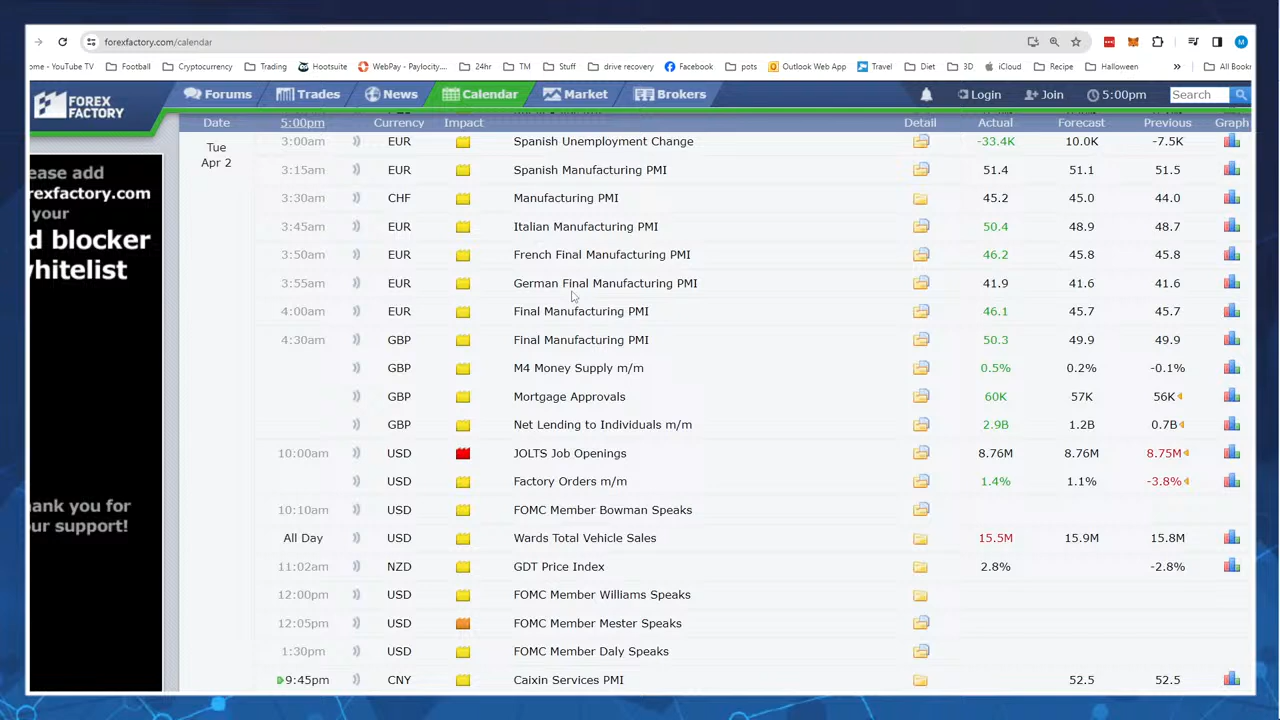 forexfactory.com/calendar
ome - YouTube TV Football Cryptocurrency Trading Hootsuite WebPay - Paylocity... 24hr TM Stuff drive recovery Facebook pots Outlook Web App Travel Diet 3D iCloud Recipe Halloween » All Bookr
FOREX FACTORY Forums Trades News Calendar Market Brokers Login Join 5:00pm Search
Date 5:00pm Currency Impact Detail Actual Forecast Previous Graph
Tue Apr 2
3:00am EUR Spanish Unemployment Change -33.4K 10.0K -7.5K
3:15am EUR Spanish Manufacturing PMI 51.4 51.1 51.5
3:30am CHF Manufacturing PMI 45.2 45.0 44.0
3:45am EUR Italian Manufacturing PMI 50.4 48.9 48.7
3:50am EUR French Final Manufacturing PMI 46.2 45.8 45.8
3:55am EUR German Final Manufacturing PMI 41.9 41.6 41.6
4:00am EUR Final Manufacturing PMI 46.1 45.7 45.7
4:30am GBP Final Manufacturing PMI 50.3 49.9 49.9
GBP M4 Money Supply m/m 0.5% 0.2% -0.1%
GBP Mortgage Approvals 60K 57K 56K
GBP Net Lending to Individuals m/m 2.9B 1.2B 0.7B
10:00am USD JOLTS Job Openings 8.76M 8.76M 8.75M
USD Factory Orders m/m 1.4% 1.1% -3.8%
10:10am USD FOMC Member Bowman Speaks
All Day USD Wards Total Vehicle Sales 15.5M 15.9M 15.8M
11:02am NZD GDT Price Index 2.8% -2.8%
12:00pm USD FOMC Member Williams Speaks
12:05pm USD FOMC Member Mester Speaks
1:30pm USD FOMC Member Daly Speaks
9:45pm CNY Caixin Services PMI 52.5 52.5
ease add
rexfactory.com
your
d blocker
hitelist
ank you for
ur support!